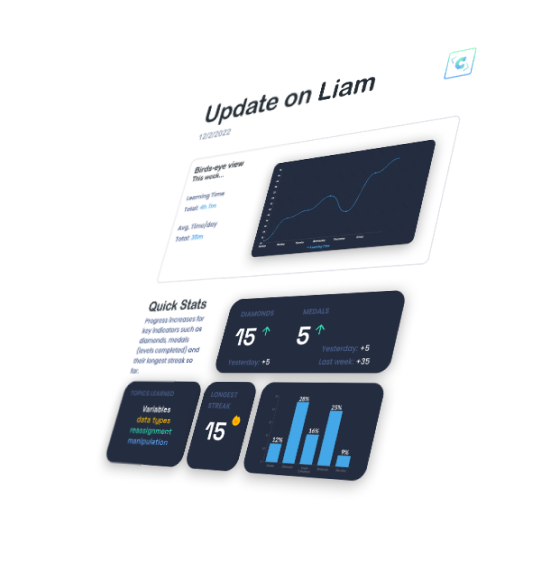 Update on Liam
12/2/2022
Birds-eye view
This week...
Learning Time
Total: 4h 7m
Avg. Time/day
Total: 35m
Quick Stats
Progress increases for
key indicators such as
diamonds, medals
(levels completed) and
their longest streak so
far.
DIAMONDS
15
Yesterday: +5
MEDALS
5
Yesterday: +5
Last week: +35
TOPICS LEARNED
Variables
data types
reassignment
manipulation
LONGEST
STREAK
15
12%
28%
16%
25%
9%